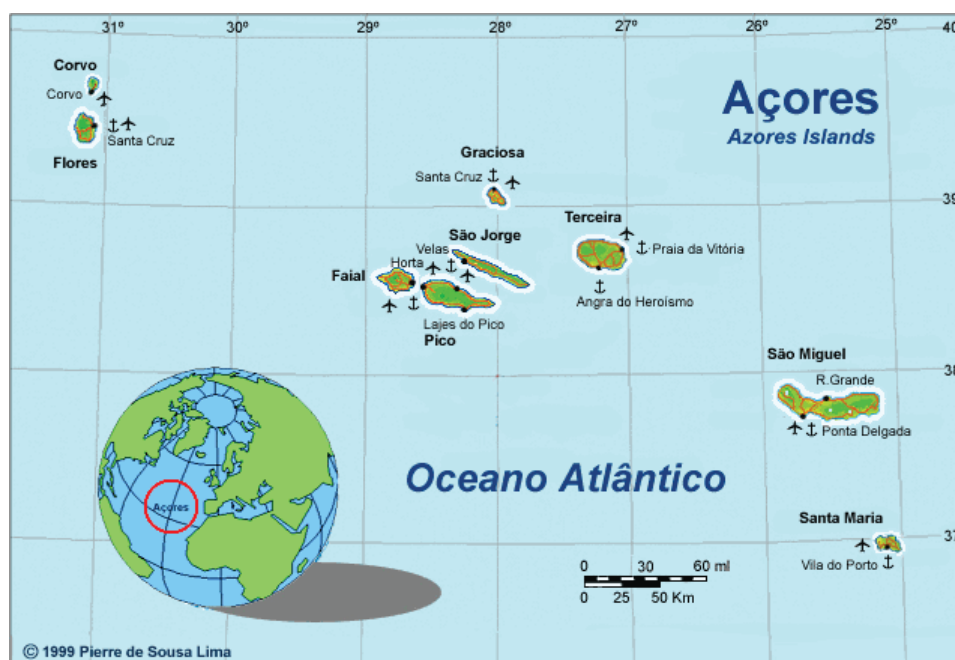 31º 30º 29º 28º 27º 26º 25º 40
Corvo
Corvo
Santa Cruz
Flores
Açores
Azores Islands
Graciosa
Santa Cruz
39
Terceira
Praia da Vitória
Angra do Heroísmo
São Jorge
Velas
Horta
Faial
Lajes do Pico
Pico
38
São Miguel
R.Grande
Ponta Delgada
Oceano Atlântico
Açores
Santa Maria
37
Vila do Porto
0 30 60 ml
0 25 50 Km
© 1999 Pierre de Sousa Lima